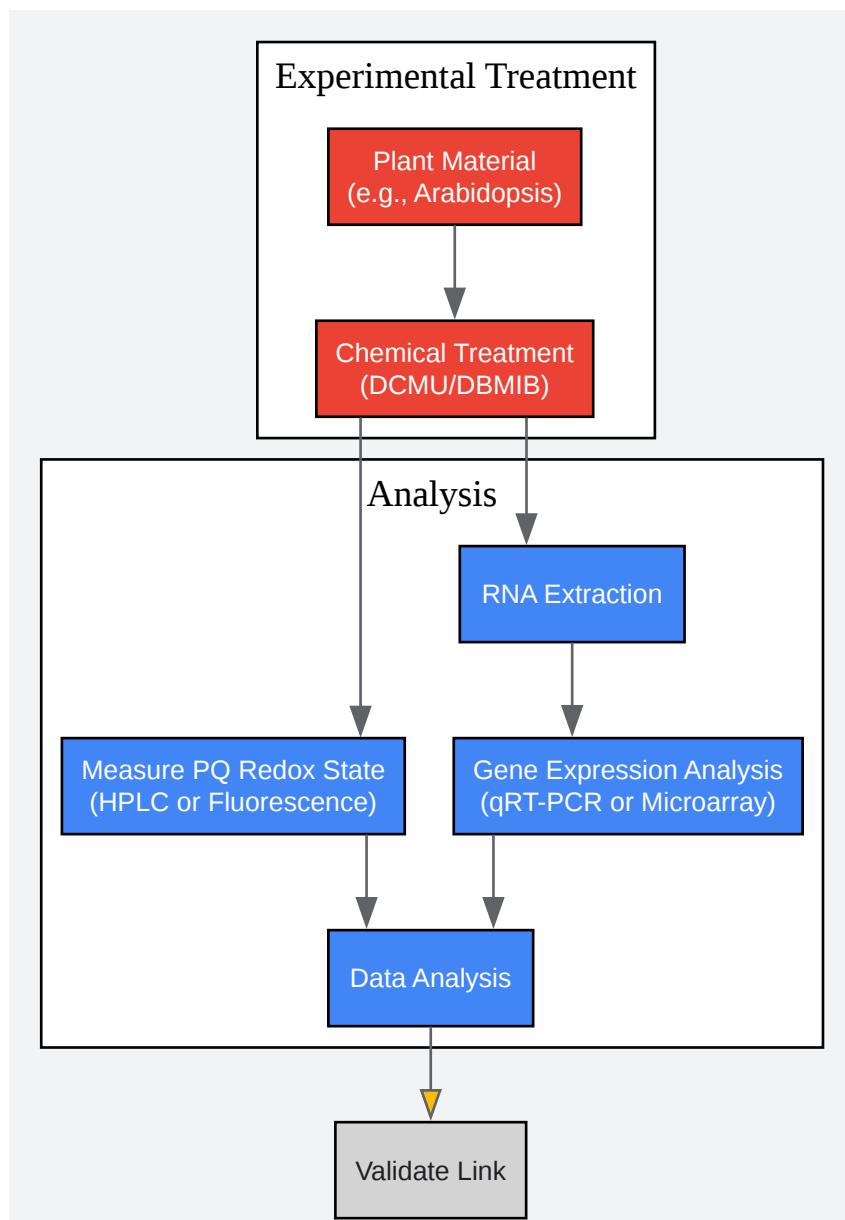 Experimental Treatment
Plant Material
(e.g., Arabidopsis)
Chemical Treatment
(DCMU/DBMIB)
Analysis
RNA Extraction
Measure PQ Redox State
(HPLC or Fluorescence)
Gene Expression Analysis
(qRT-PCR or Microarray)
Data Analysis
Validate Link